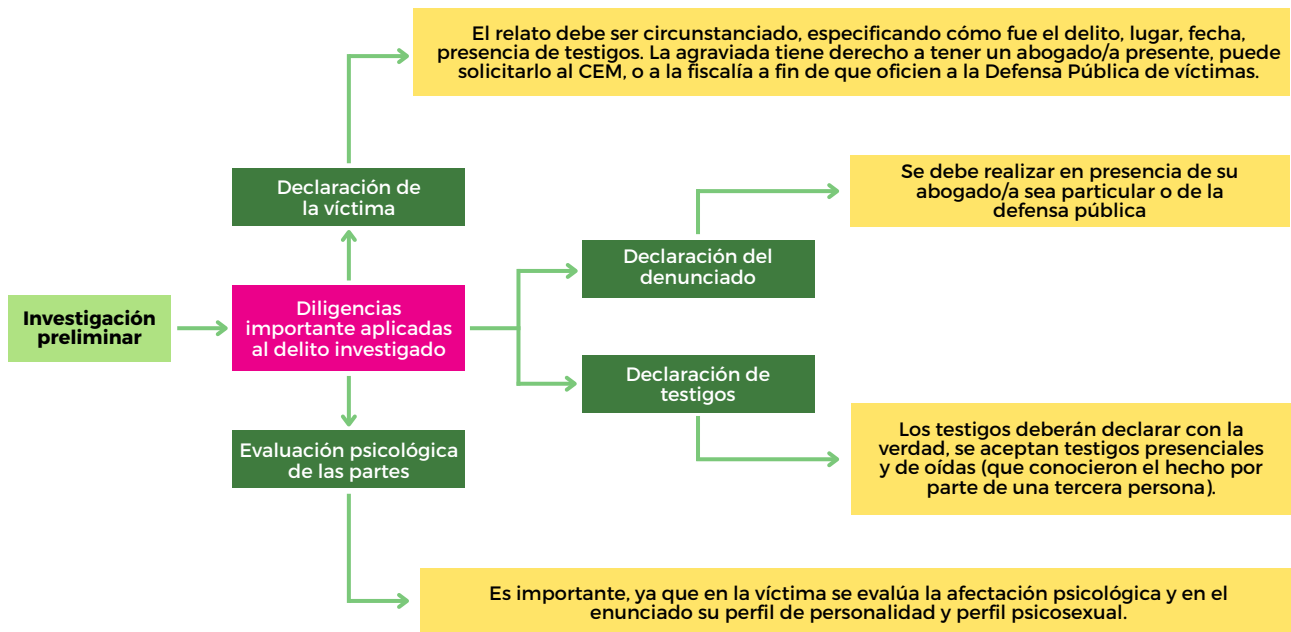 El relato debe ser circunstanciado, especificando cómo fue el delito, lugar, fecha,
presencia de testigos. La agraviada tiene derecho a tener un abogado/a presente, puede
solicitarlo al CEM, o a la fiscalía a fin de que oficien a la Defensa Pública de víctimas.
Declaración de
la víctima
Se debe realizar en presencia de su
abogado/a sea particular o de la
defensa pública
Declaración del
denunciado
Investigación
preliminar
Diligencias
importante aplicadas
al delito investigado
Declaración de
testigos
Los testigos deberán declarar con la
verdad, se aceptan testigos presenciales
y de oídas (que conocieron el hecho por
parte de una tercera persona).
Evaluación psicológica
de las partes
Es importante, ya que en la víctima se evalúa la afectación psicológica y en el
enunciado su perfil de personalidad y perfil psicosexual.